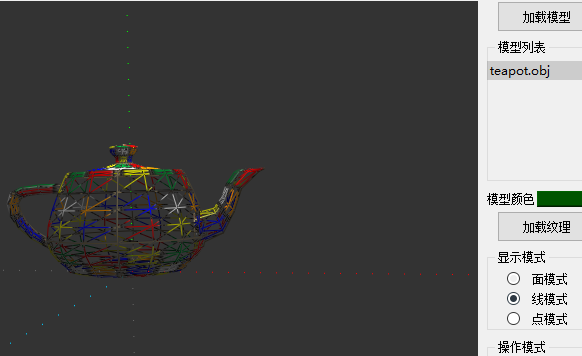 加载模型
模型列表
teapot.obj
模型颜色
加载纹理
显示模式
面模式
线模式
点模式
操作模式